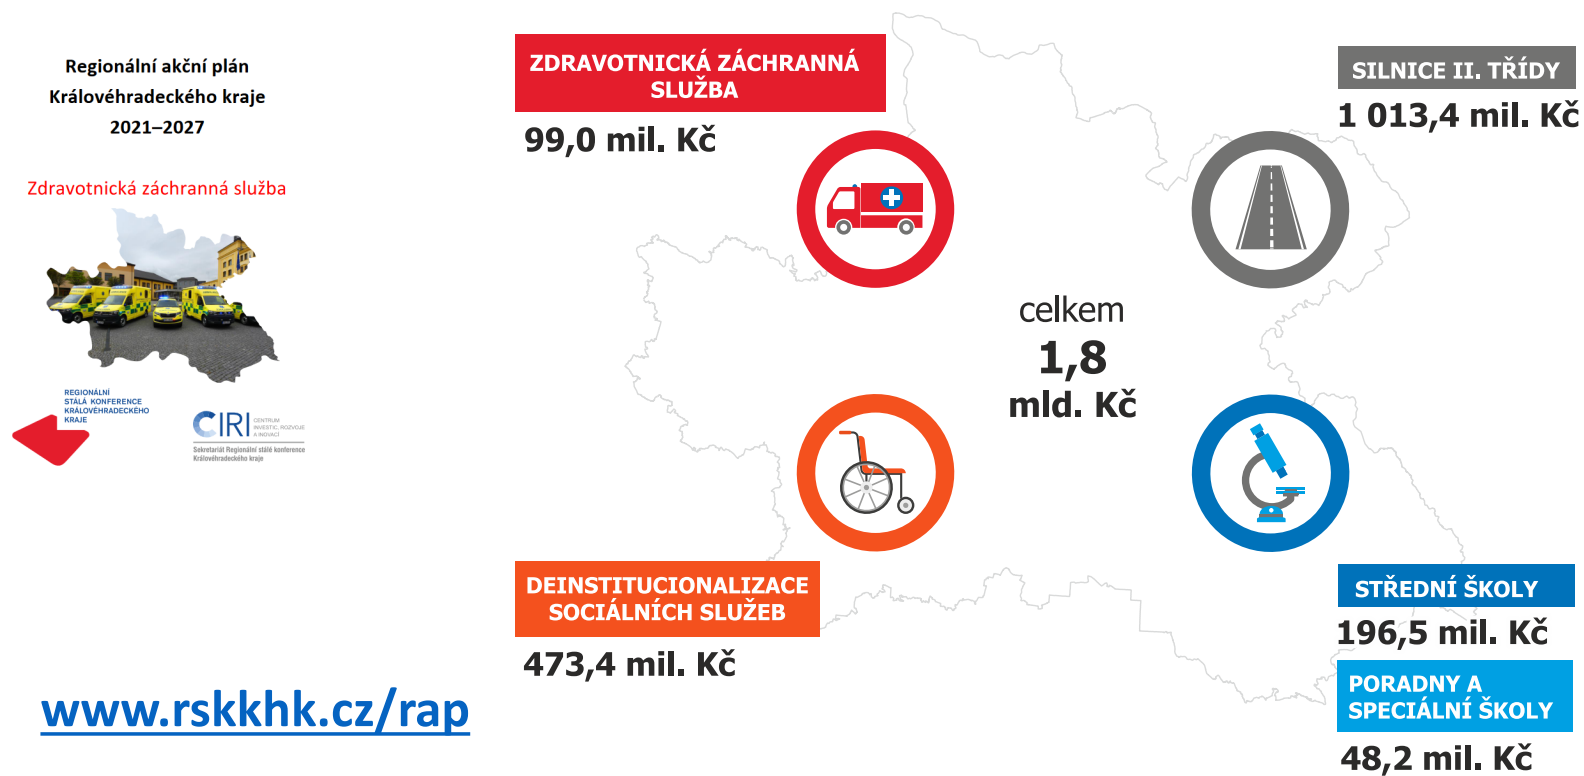 Regionální akční plán
Královéhradeckého kraje
2021–2027
Zdravotnická záchranná služba
REGIONÁLNÍ
STÁLÁ KONFERENCE
KRÁLOVÉHRADECKÉHO
KRAJE
CIRI
CENTRUM
INVESTIC, ROZVOJE
A INOVACÍ
Sekretariát Regionální stálé konference
Královéhradeckého kraje
www.rskkhk.cz/rap
ZDRAVOTNICKÁ ZÁCHRANNÁ
SLUŽBA
99,0 mil. Kč
SILNICE II. TŘÍDY
1 013,4 mil. Kč
celkem
1,8
mld. Kč
DEINSTITUCIONALIZACE
SOCIÁLNÍCH SLUŽEB
473,4 mil. Kč
STŘEDNÍ ŠKOLY
196,5 mil. Kč
PORADNY A
SPECIÁLNÍ ŠKOLY
48,2 mil. Kč